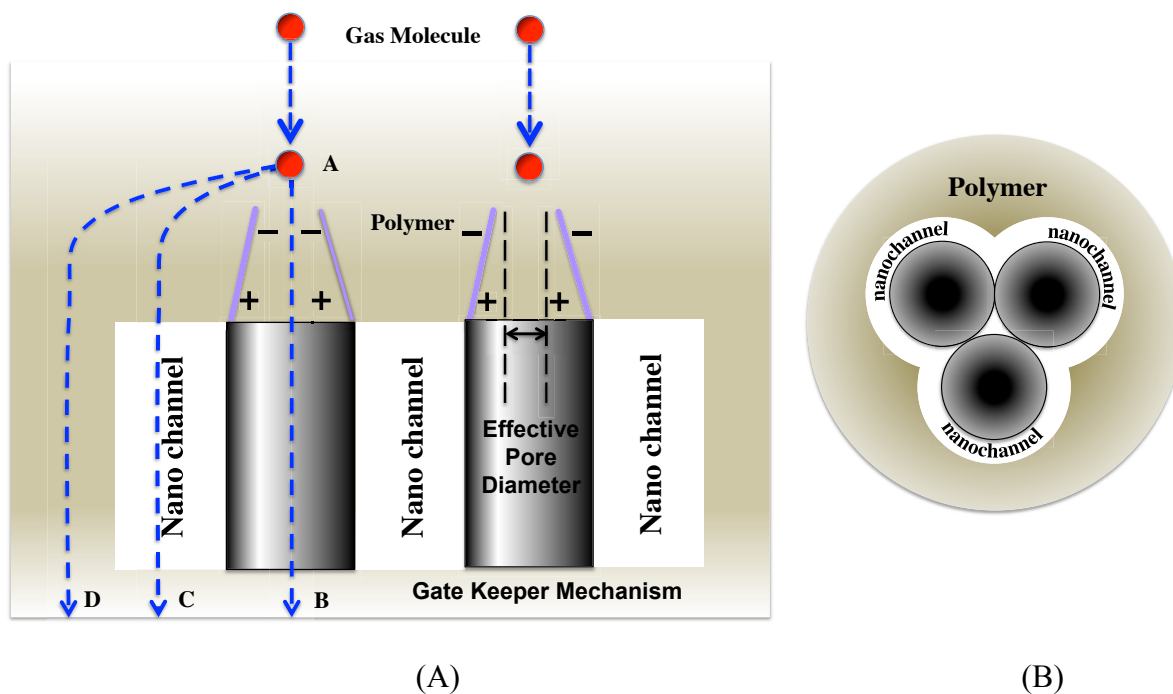 Gas Molecule
A
Polymer
− −
− −
+ +
+ +
Nano channel
Nano channel
Nano channel
Effective
Pore
Diameter
D
C
B
Gate Keeper Mechanism
(A)
Polymer
nanochannel
nanochannel
nanochannel
(B)